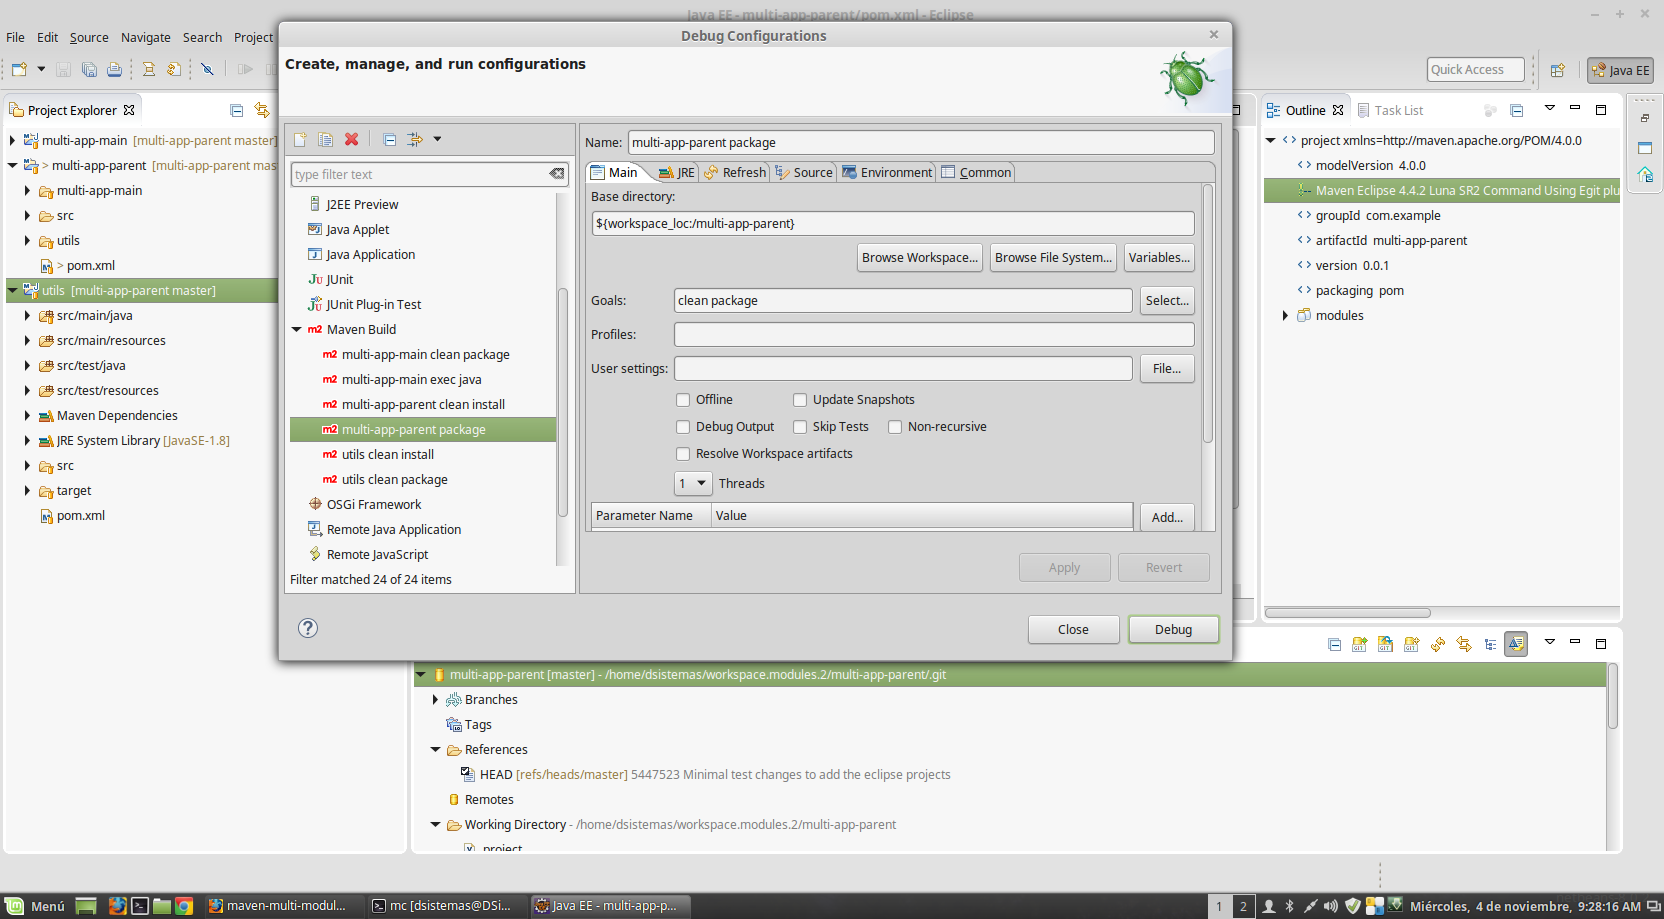 Java EE - multi-app-parent/pom.xml - Eclipse
File Edit Source Navigate Search Project
Quick Access
Java EE
Project Explorer
multi-app-main [multi-app-parent master]
> multi-app-parent [multi-app-parent mas
multi-app-main
src
utils
> pom.xml
utils [multi-app-parent master]
src/main/java
src/main/resources
src/test/java
src/test/resources
Maven Dependencies
JRE System Library [JavaSE-1.8]
src
target
pom.xml
Debug Configurations
Create, manage, and run configurations
type filter text
J2EE Preview
Java Applet
Java Application
JUnit
JUnit Plug-in Test
m2 Maven Build
m2 multi-app-main clean package
m2 multi-app-main exec java
m2 multi-app-parent clean install
m2 multi-app-parent package
m2 utils clean install
m2 utils clean package
OSGi Framework
Remote Java Application
Remote JavaScript
Filter matched 24 of 24 items
Name: multi-app-parent package
Main JRE Refresh Source Environment Common
Base directory:
${workspace_loc:/multi-app-parent}
Browse Workspace... Browse File System... Variables...
Goals: clean package Select...
Profiles:
User settings: File...
Offline Update Snapshots
Debug Output Skip Tests Non-recursive
Resolve Workspace artifacts
1 Threads
Parameter Name Value Add...
Apply Revert
? Close Debug
Outline Task List
project xmlns=http://maven.apache.org/POM/4.0.0
modelVersion 4.0.0
Maven Eclipse 4.4.2 Luna SR2 Command Using Egit plu
groupId com.example
artifactId multi-app-parent
version 0.0.1
packaging pom
modules
multi-app-parent [master] - /home/dsistemas/workspace.modules.2/multi-app-parent/.git
Branches
Tags
References
HEAD [refs/heads/master] 5447523 Minimal test changes to add the eclipse projects
Remotes
Working Directory - /home/dsistemas/workspace.modules.2/multi-app-parent
.project
Menú maven-multi-modul... mc [dsistemas@DSi... Java EE - multi-app-p... 1 2 Miércoles, 4 de noviembre, 9:28:16 AM